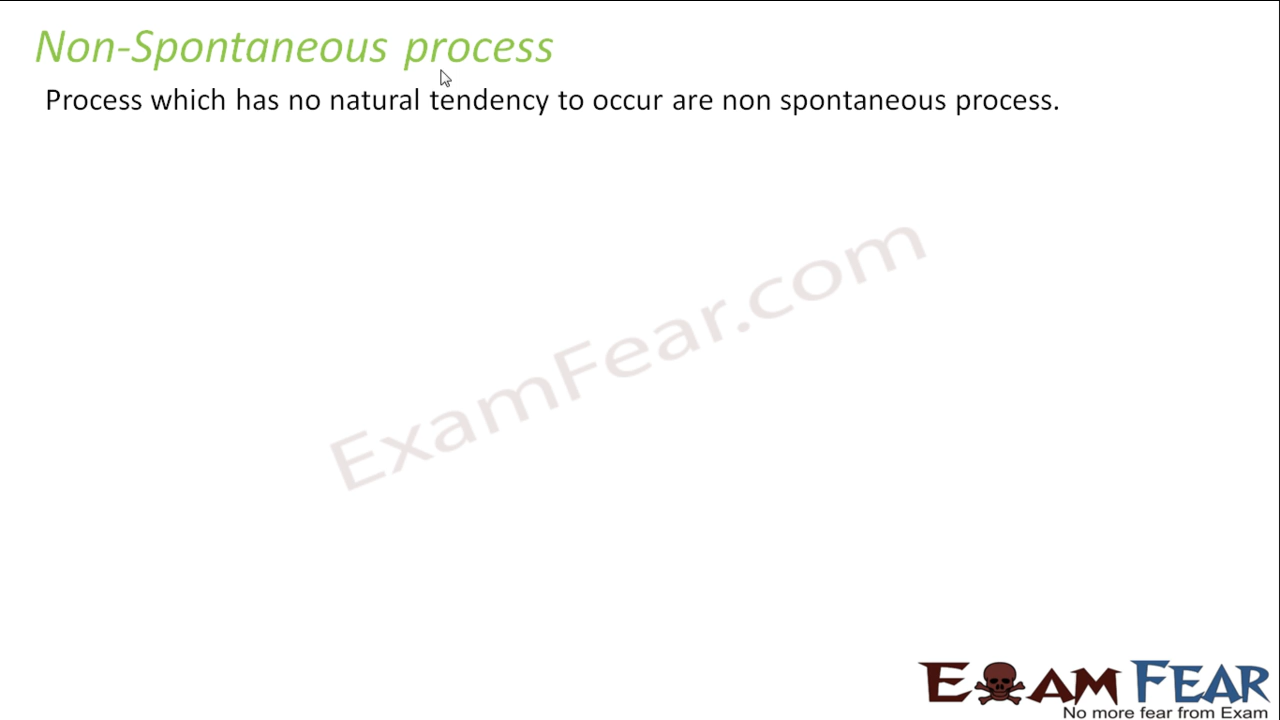 Non-Spontaneous process
Process which has no natural tendency to occur are non spontaneous process.
ExamFear.com
EXAM FEAR
No more fear from Exam